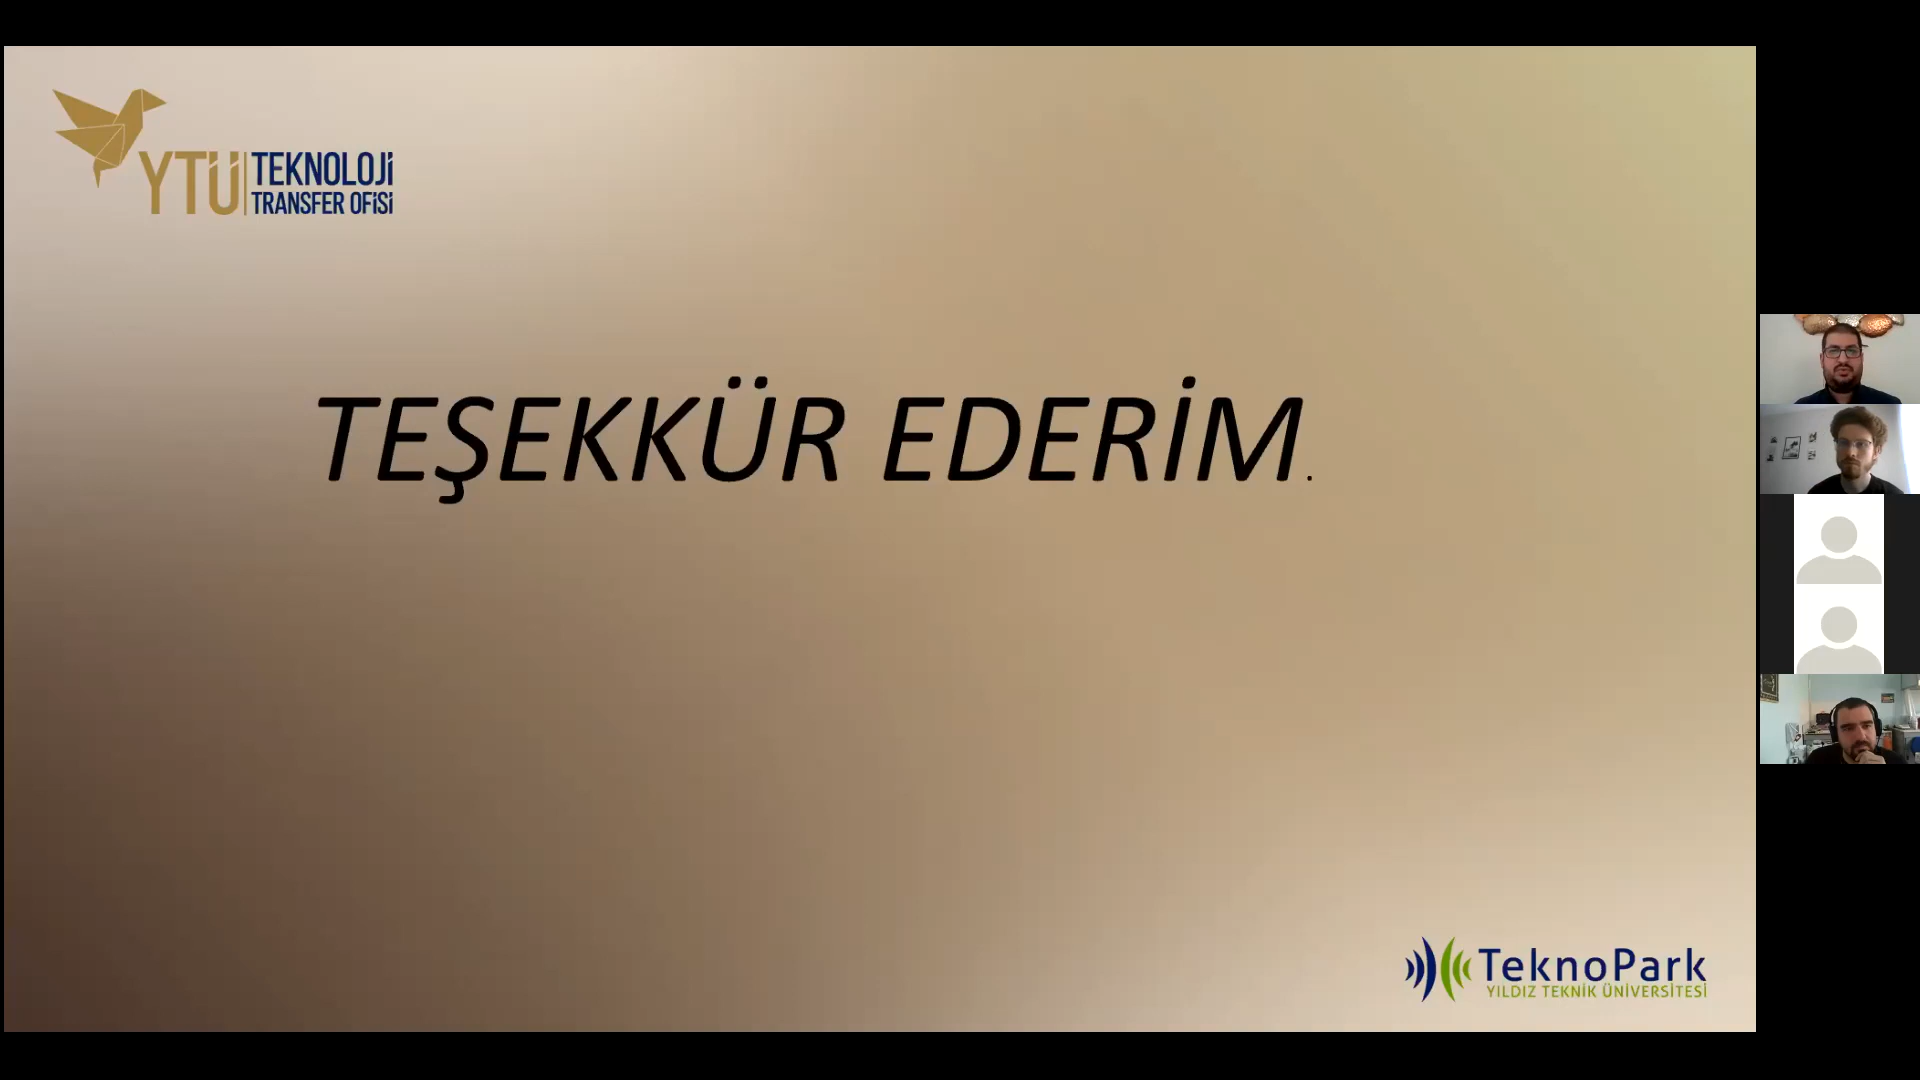 YTÜ TEKNOLOJİ
TRANSFER OFİSİ
TEŞEKKÜR EDERİM.
TeknoPark
YILDIZ TEKNİK ÜNİVERSİTESİ